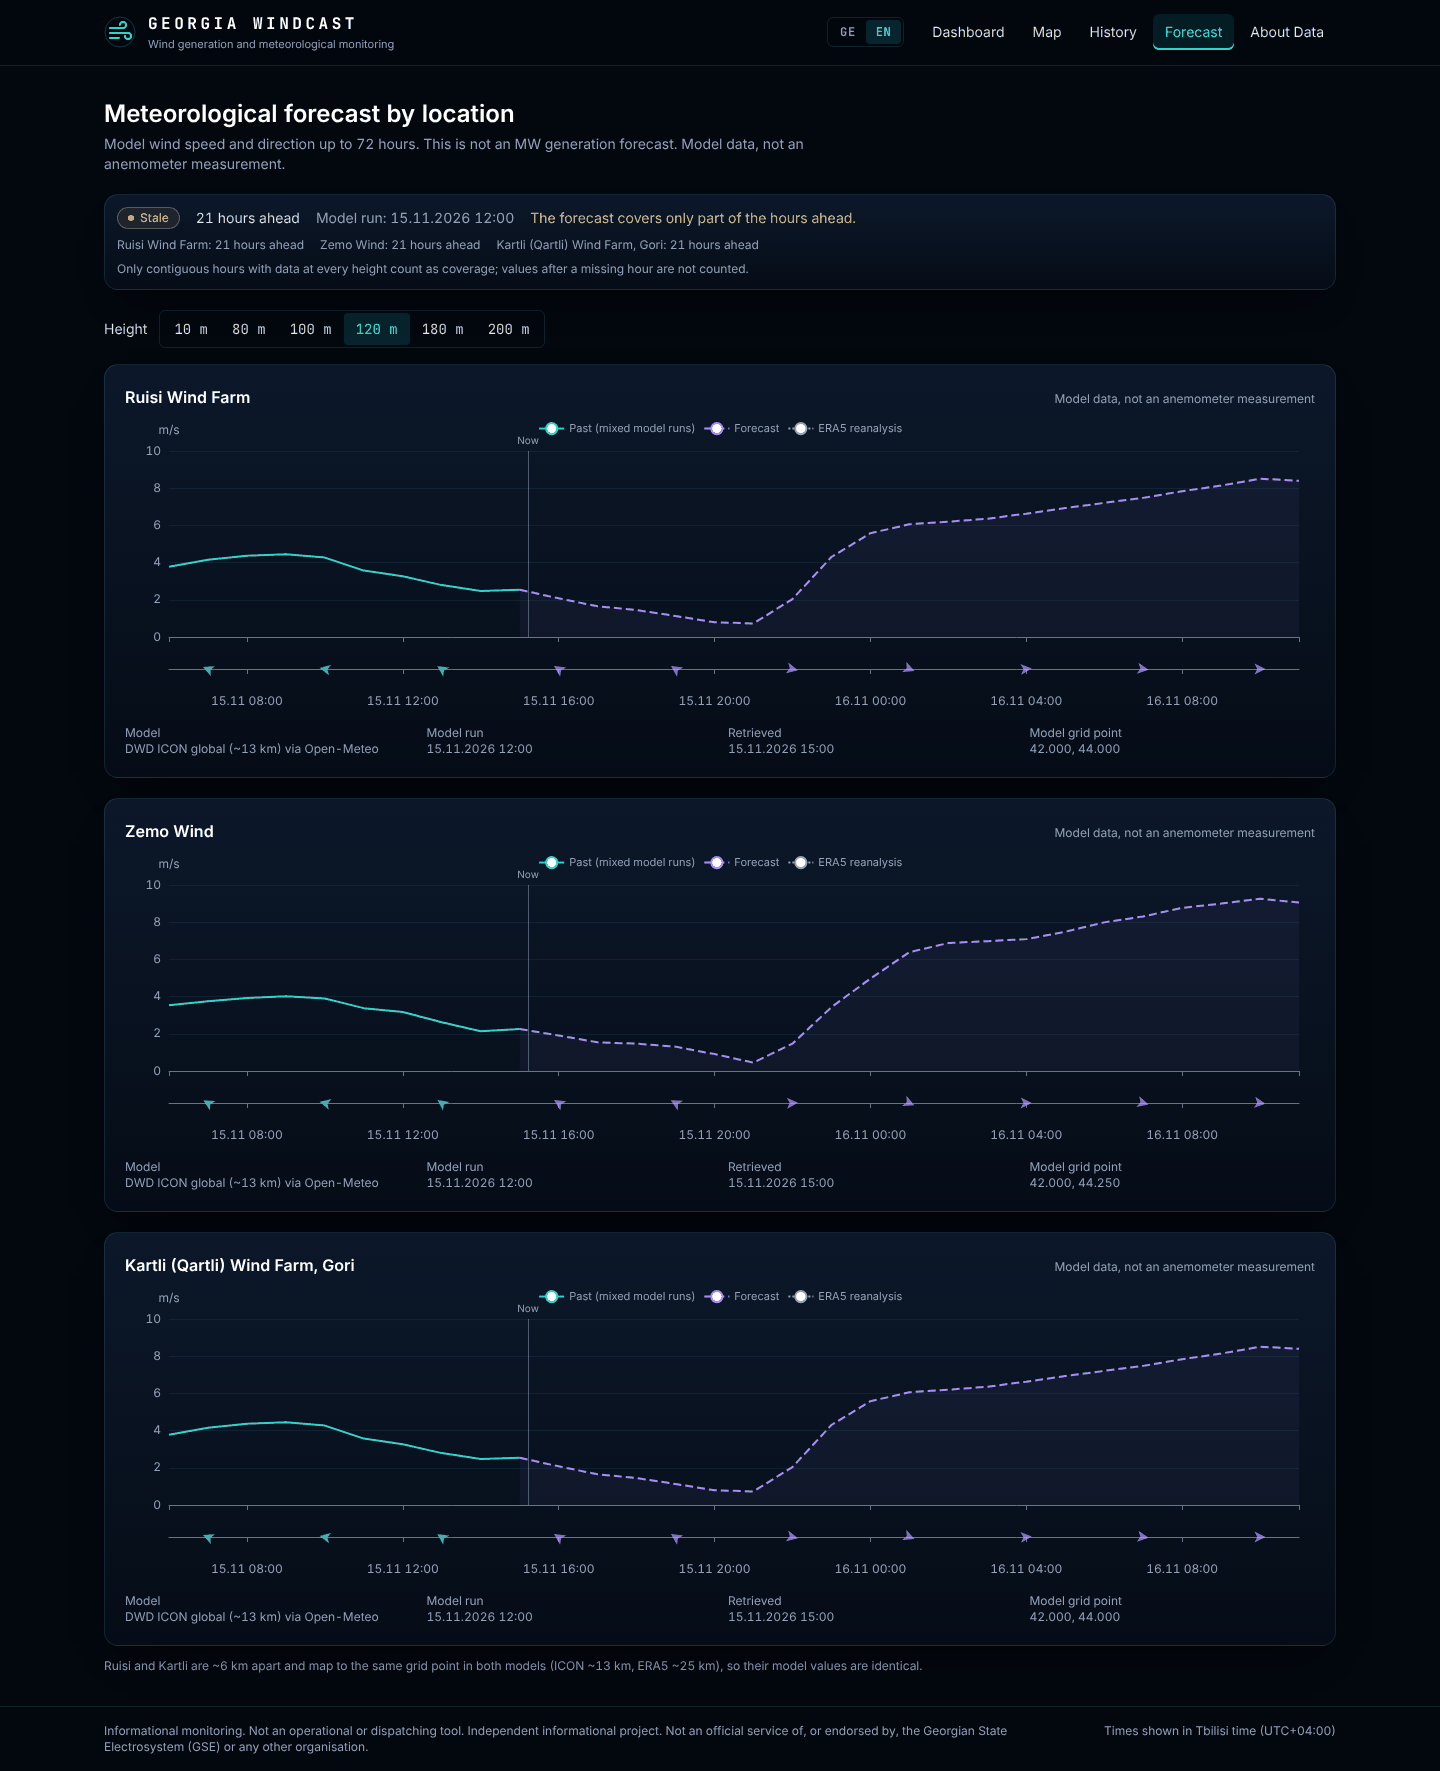 GEORGIA WINDCAST
Wind generation and meteorological monitoring
GE EN Dashboard Map History Forecast About Data
Meteorological forecast by location
Model wind speed and direction up to 72 hours. This is not an MW generation forecast. Model data, not an
anemometer measurement.
Stale 21 hours ahead Model run: 15.11.2026 12:00 The forecast covers only part of the hours ahead.
Ruisi Wind Farm: 21 hours ahead Zemo Wind: 21 hours ahead Kartli (Qartli) Wind Farm, Gori: 21 hours ahead
Only contiguous hours with data at every height count as coverage; values after a missing hour are not counted.
Height 10 m 80 m 100 m 120 m 180 m 200 m
Ruisi Wind Farm Model data, not an anemometer measurement
m/s Past (mixed model runs) Forecast ERA5 reanalysis
Now
10
8
6
4
2
0
15.11 08:00 15.11 12:00 15.11 16:00 15.11 20:00 16.11 00:00 16.11 04:00 16.11 08:00
Model Model run Retrieved Model grid point
DWD ICON global (~13 km) via Open-Meteo 15.11.2026 12:00 15.11.2026 15:00 42.000, 44.000
Zemo Wind Model data, not an anemometer measurement
m/s Past (mixed model runs) Forecast ERA5 reanalysis
Now
10
8
6
4
2
0
15.11 08:00 15.11 12:00 15.11 16:00 15.11 20:00 16.11 00:00 16.11 04:00 16.11 08:00
Model Model run Retrieved Model grid point
DWD ICON global (~13 km) via Open-Meteo 15.11.2026 12:00 15.11.2026 15:00 42.000, 44.250
Kartli (Qartli) Wind Farm, Gori Model data, not an anemometer measurement
m/s Past (mixed model runs) Forecast ERA5 reanalysis
Now
10
8
6
4
2
0
15.11 08:00 15.11 12:00 15.11 16:00 15.11 20:00 16.11 00:00 16.11 04:00 16.11 08:00
Model Model run Retrieved Model grid point
DWD ICON global (~13 km) via Open-Meteo 15.11.2026 12:00 15.11.2026 15:00 42.000, 44.000
Ruisi and Kartli are ~6 km apart and map to the same grid point in both models (ICON ~13 km, ERA5 ~25 km), so their model values are identical.
Informational monitoring. Not an operational or dispatching tool. Independent informational project. Not an official service of, or endorsed by, the Georgian State Times shown in Tbilisi time (UTC+04:00)
Electrosystem (GSE) or any other organisation.